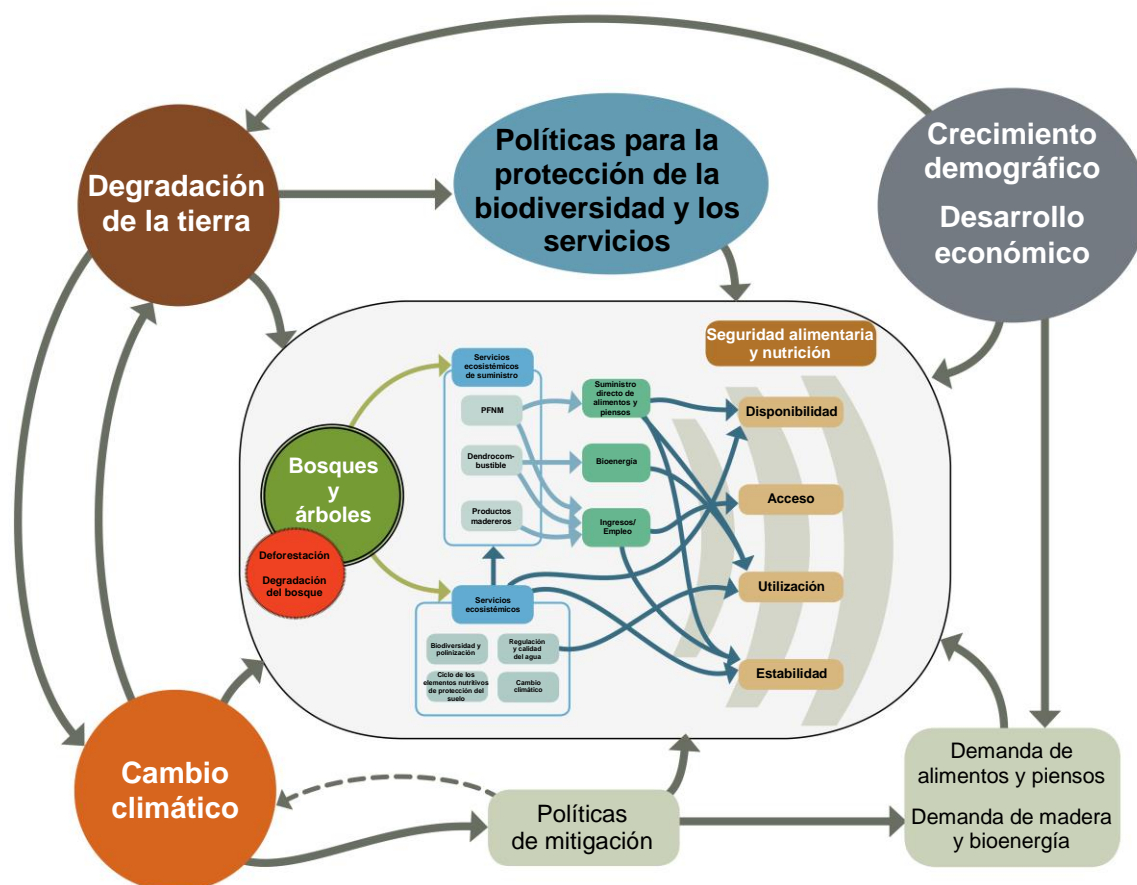 Degradación
de la tierra
Políticas para la
protección de la
biodiversidad y los
servicios
Crecimiento
demográfico
Desarrollo
económico
Seguridad alimentaria
y nutrición
Servicios
ecosistémicos
de suministro
PFNM
Dendrocom-
bustible
Productos
madereros
Suministro
directo de
alimentos y
piensos
Bioenergía
Ingresos/
Empleo
Disponibilidad
Acceso
Utilización
Estabilidad
Bosques
y
árboles
Deforestación
Degradación
del bosque
Servicios
ecosistémicos
Biodiversidad y
polinización
Regulación
y calidad
del agua
Ciclo de los
elementos nutritivos
de protección del
suelo
Cambio
climático
Cambio
climático
Políticas
de mitigación
Demanda de
alimentos y piensos
Demanda de madera
y bioenergía